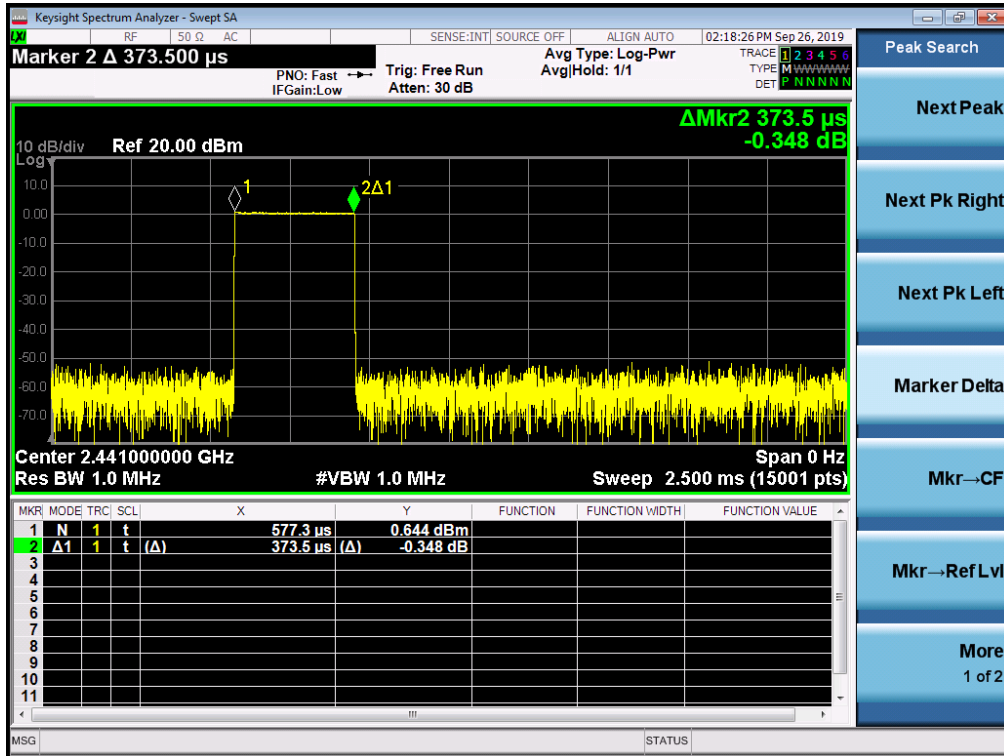 Keysight Spectrum Analyzer - Swept SA
LXI RF 50 Ω AC SENSE:INT SOURCE OFF ALIGN AUTO 02:18:26 PM Sep 26, 2019
Marker 2 Δ 373.500 µs
PNO: Fast
IFGain:Low
Trig: Free Run
Atten: 30 dB
Avg Type: Log-Pwr
Avg|Hold: 1/1
TRACE 1 2 3 4 5 6
TYPE M WWWWW
DET P N N N N N
ΔMkr2 373.5 µs
-0.348 dB
10 dB/div Ref 20.00 dBm
Log
10.0
0.00
-10.0
-20.0
-30.0
-40.0
-50.0
-60.0
-70.0
1
2Δ1
Center 2.441000000 GHz Span 0 Hz
Res BW 1.0 MHz #VBW 1.0 MHz Sweep 2.500 ms (15001 pts)
MKR MODE TRC SCL X Y FUNCTION FUNCTION WIDTH FUNCTION VALUE
1 N 1 t 577.3 µs 0.644 dBm
2 Δ1 1 t (Δ) 373.5 µs (Δ) -0.348 dB
3
4
5
6
7
8
9
10
11
MSG STATUS
Peak Search
Next Peak
Next Pk Right
Next Pk Left
Marker Delta
Mkr→CF
Mkr→Ref Lvl
More
1 of 2